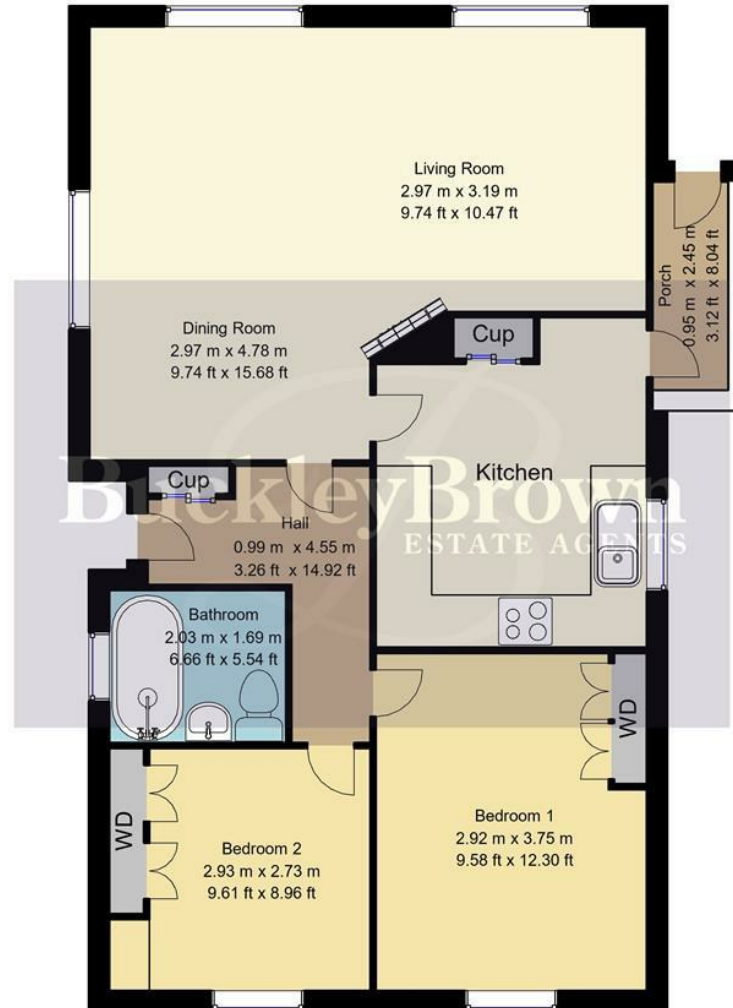 Living Room
2.97 m x 3.19 m
9.74 ft x 10.47 ft
Porch
0.95 m x 2.45 m
3.12 ft x 8.04 ft
Dining Room
2.97 m x 4.78 m
9.74 ft x 15.68 ft
Cup
Kitchen
Cup
BuckleyBrown
ESTATE AGENTS
Hall
0.99 m x 4.55 m
3.26 ft x 14.92 ft
Bathroom
2.03 m x 1.69 m
6.66 ft x 5.54 ft
WD
Bedroom 1
2.92 m x 3.75 m
9.58 ft x 12.30 ft
WD
Bedroom 2
2.93 m x 2.73 m
9.61 ft x 8.96 ft